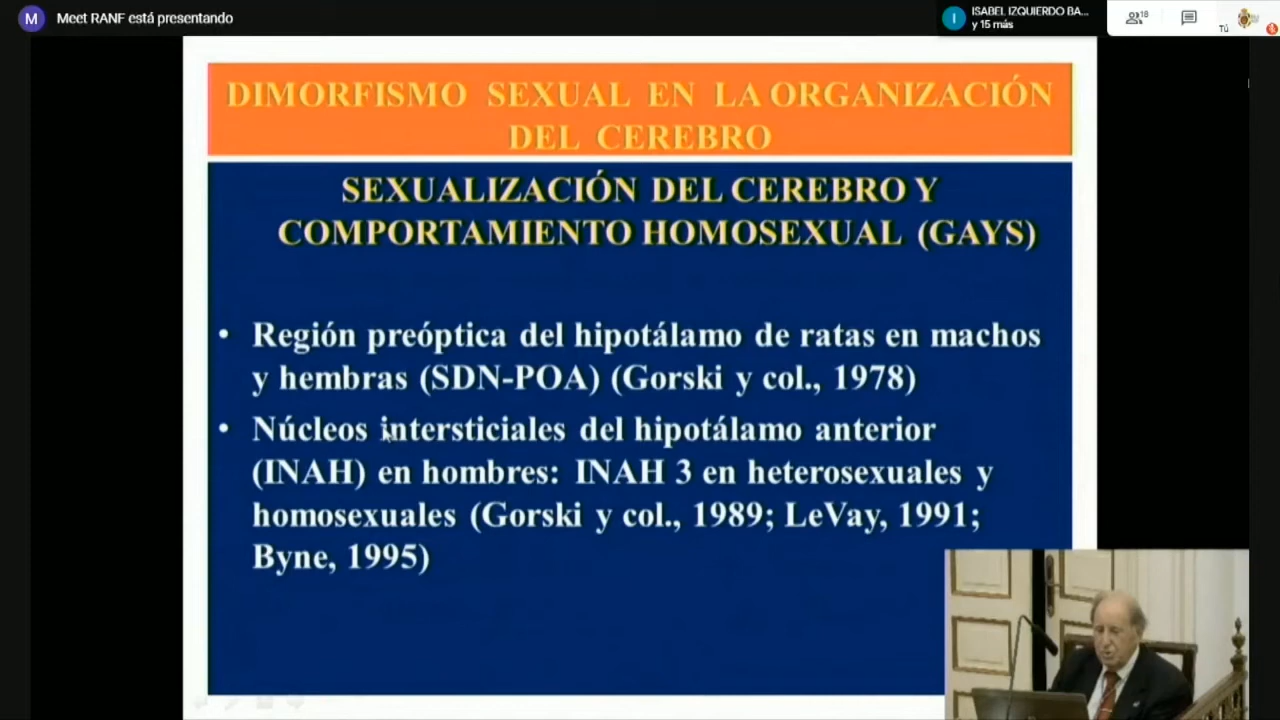 M Meet RANF está presentando
I ISABEL IZQUIERDO BA...
y 15 más
18
Tú
DIMORFISMO SEXUAL EN LA ORGANIZACIÓN
DEL CEREBRO
SEXUALIZACIÓN DEL CEREBRO Y
COMPORTAMIENTO HOMOSEXUAL (GAYS)
• Región preóptica del hipotálamo de ratas en machos
y hembras (SDN-POA) (Gorski y col., 1978)
• Núcleos intersticiales del hipotálamo anterior
(INAH) en hombres: INAH 3 en heterosexuales y
homosexuales (Gorski y col., 1989; LeVay, 1991;
Byne, 1995)